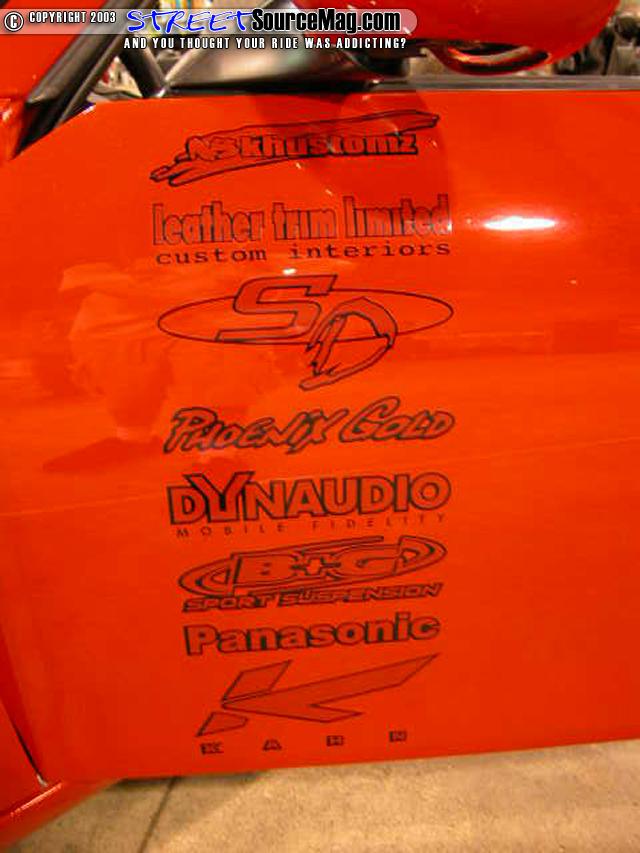 © COPYRIGHT 2003 STREETSourceMag.com
AND YOU THOUGHT YOUR RIDE WAS ADDICTING?
khustomz
leather trim limited
custom interiors
SD
PHOENIX GOLD
DYNAUDIO
MOBILE FIDELITY
B+G
SPORT SUSPENSION
Panasonic
K
KAHN